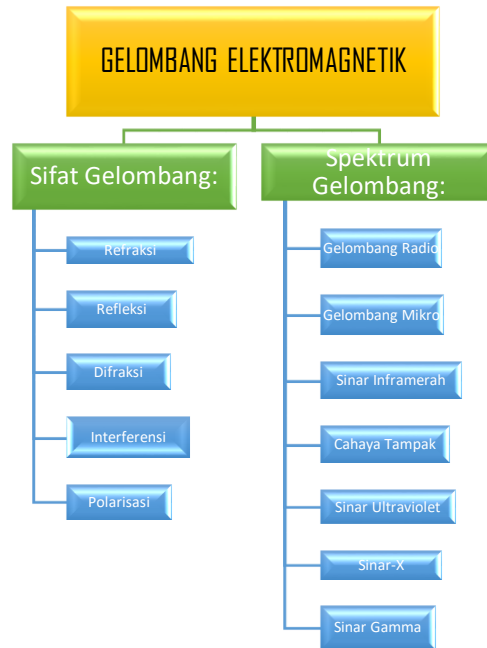 GELOMBANG ELEKTROMAGNETIK
Sifat Gelombang:
Refraksi
Refleksi
Difraksi
Interferensi
Polarisasi
Spektrum
Gelombang:
Gelombang Radio
Gelombang Mikro
Sinar Inframerah
Cahaya Tampak
Sinar Ultraviolet
Sinar-X
Sinar Gamma